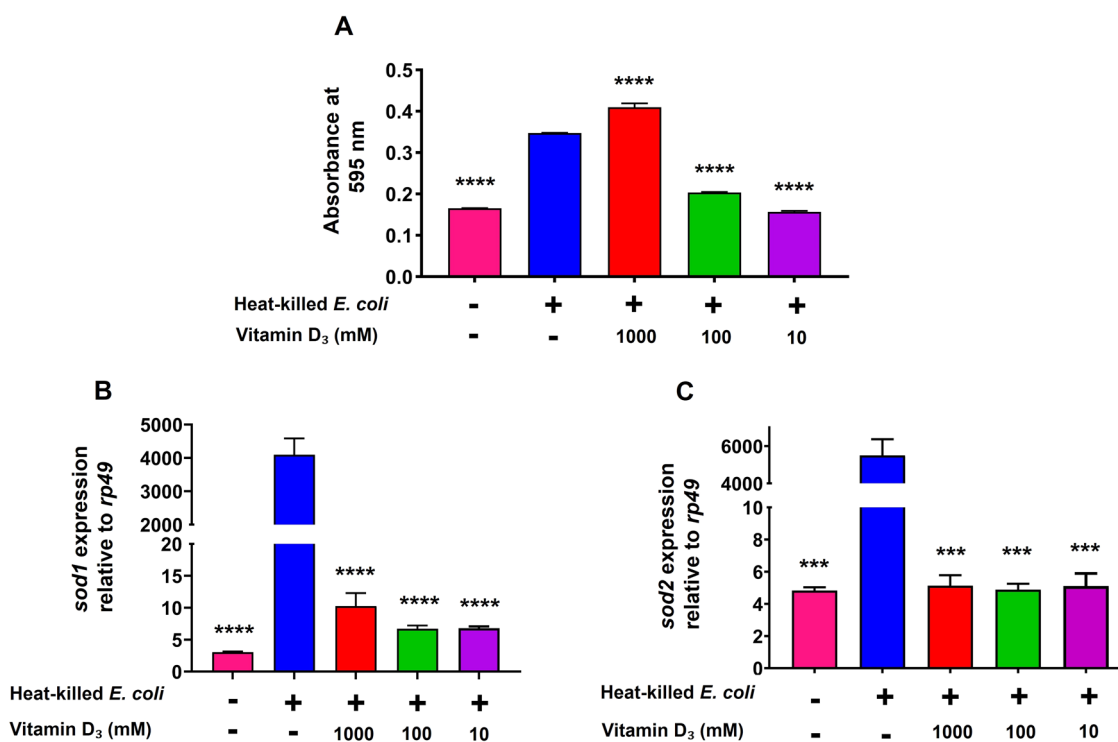 A
Absorbance at
595 nm
0.5
0.4
0.3
0.2
0.1
0.0
****
****
****
****
Heat-killed E. coli - + + + +
Vitamin D₃ (mM) - - 1000 100 10
B
sod1 expression
relative to rp49
5000
4000
3000
2000
20
15
10
5
0
****
****
****
****
Heat-killed E. coli - + + + +
Vitamin D₃ (mM) - - 1000 100 10
C
sod2 expression
relative to rp49
6000
4000
10
8
6
4
2
0
***
***
***
***
Heat-killed E. coli - + + + +
Vitamin D₃ (mM) - - 1000 100 10